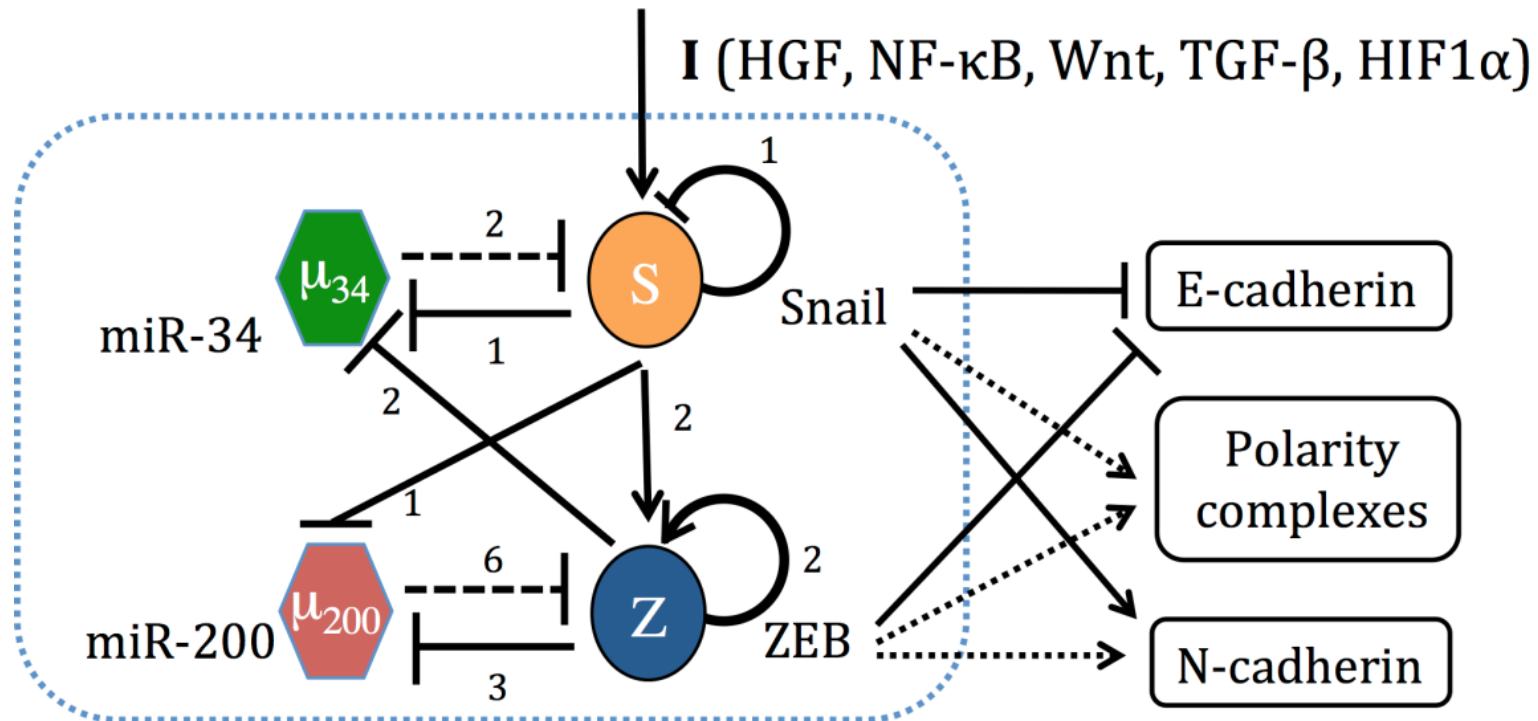 I (HGF, NF-κB, Wnt, TGF-β, HIF1α)
1
2
μ34
S
E-cadherin
Snail
miR-34
1
2
2
Polarity
complexes
1
6
2
μ200
Z
miR-200
ZEB
N-cadherin
3